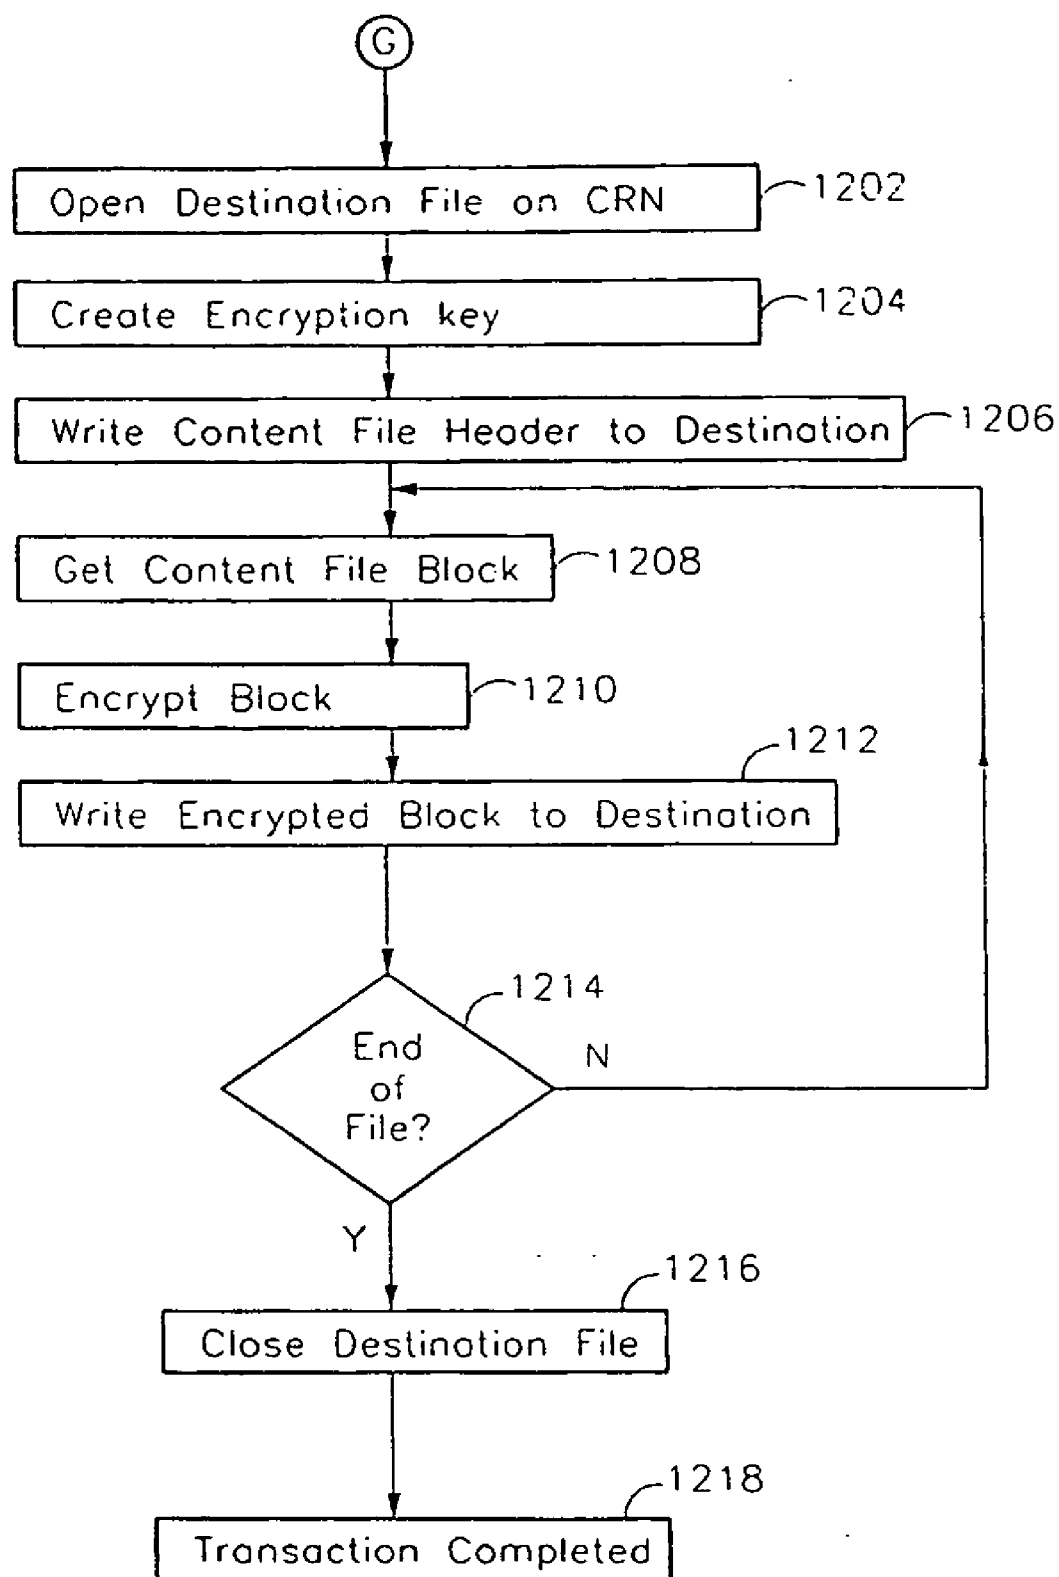 G
Open Destination File on CRN
1202
Create Encryption key
1204
Write Content File Header to Destination
1206
Get Content File Block
1208
Encrypt Block
1210
1212
Write Encrypted Block to Destination
1214
End
of
File?
N
Y
1216
Close Destination File
1218
Transaction Completed